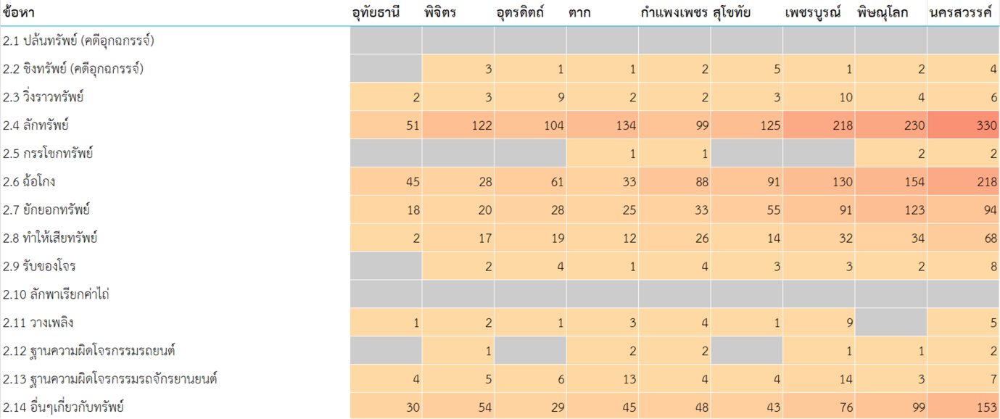 ข้อหา อุทัยธานี พิจิตร อุตรดิตถ์ ตาก กำแพงเพชร สุโขทัย เพชรบูรณ์ พิษณุโลก นครสวรรค์
2.1 ปล้นทรัพย์ (คดีอุกฉกรรจ์)
2.2 ชิงทรัพย์ (คดีอุกฉกรรจ์) 3 1 1 2 5 1 2 4
2.3 วิ่งราวทรัพย์ 2 3 9 2 2 3 10 4 6
2.4 ลักทรัพย์ 51 122 104 134 99 125 218 230 330
2.5 กรรโชกทรัพย์ 1 1 2 2
2.6 ฉ้อโกง 45 28 61 33 88 91 130 154 218
2.7 ยักยอกทรัพย์ 18 20 28 25 33 55 91 123 94
2.8 ทำให้เสียทรัพย์ 2 17 19 12 26 14 32 34 68
2.9 รับของโจร 2 4 1 4 3 3 2 8
2.10 ลักพาเรียกค่าไถ่
2.11 วางเพลิง 1 2 1 3 4 1 9 5
2.12 ฐานความผิดโจรกรรมรถยนต์ 1 2 2 1 1 2
2.13 ฐานความผิดโจรกรรมรถจักรยานยนต์ 4 5 6 13 4 4 14 3 7
2.14 อื่นๆเกี่ยวกับทรัพย์ 30 54 29 45 48 43 76 99 153